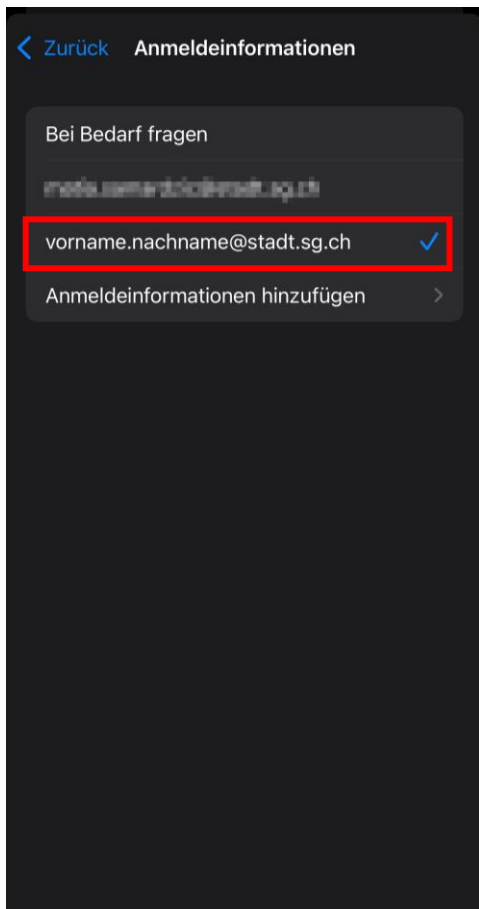 Zurück Anmeldeinformationen
Bei Bedarf fragen
vorname.nachname@stadt.sg.ch
Anmeldeinformationen hinzufügen